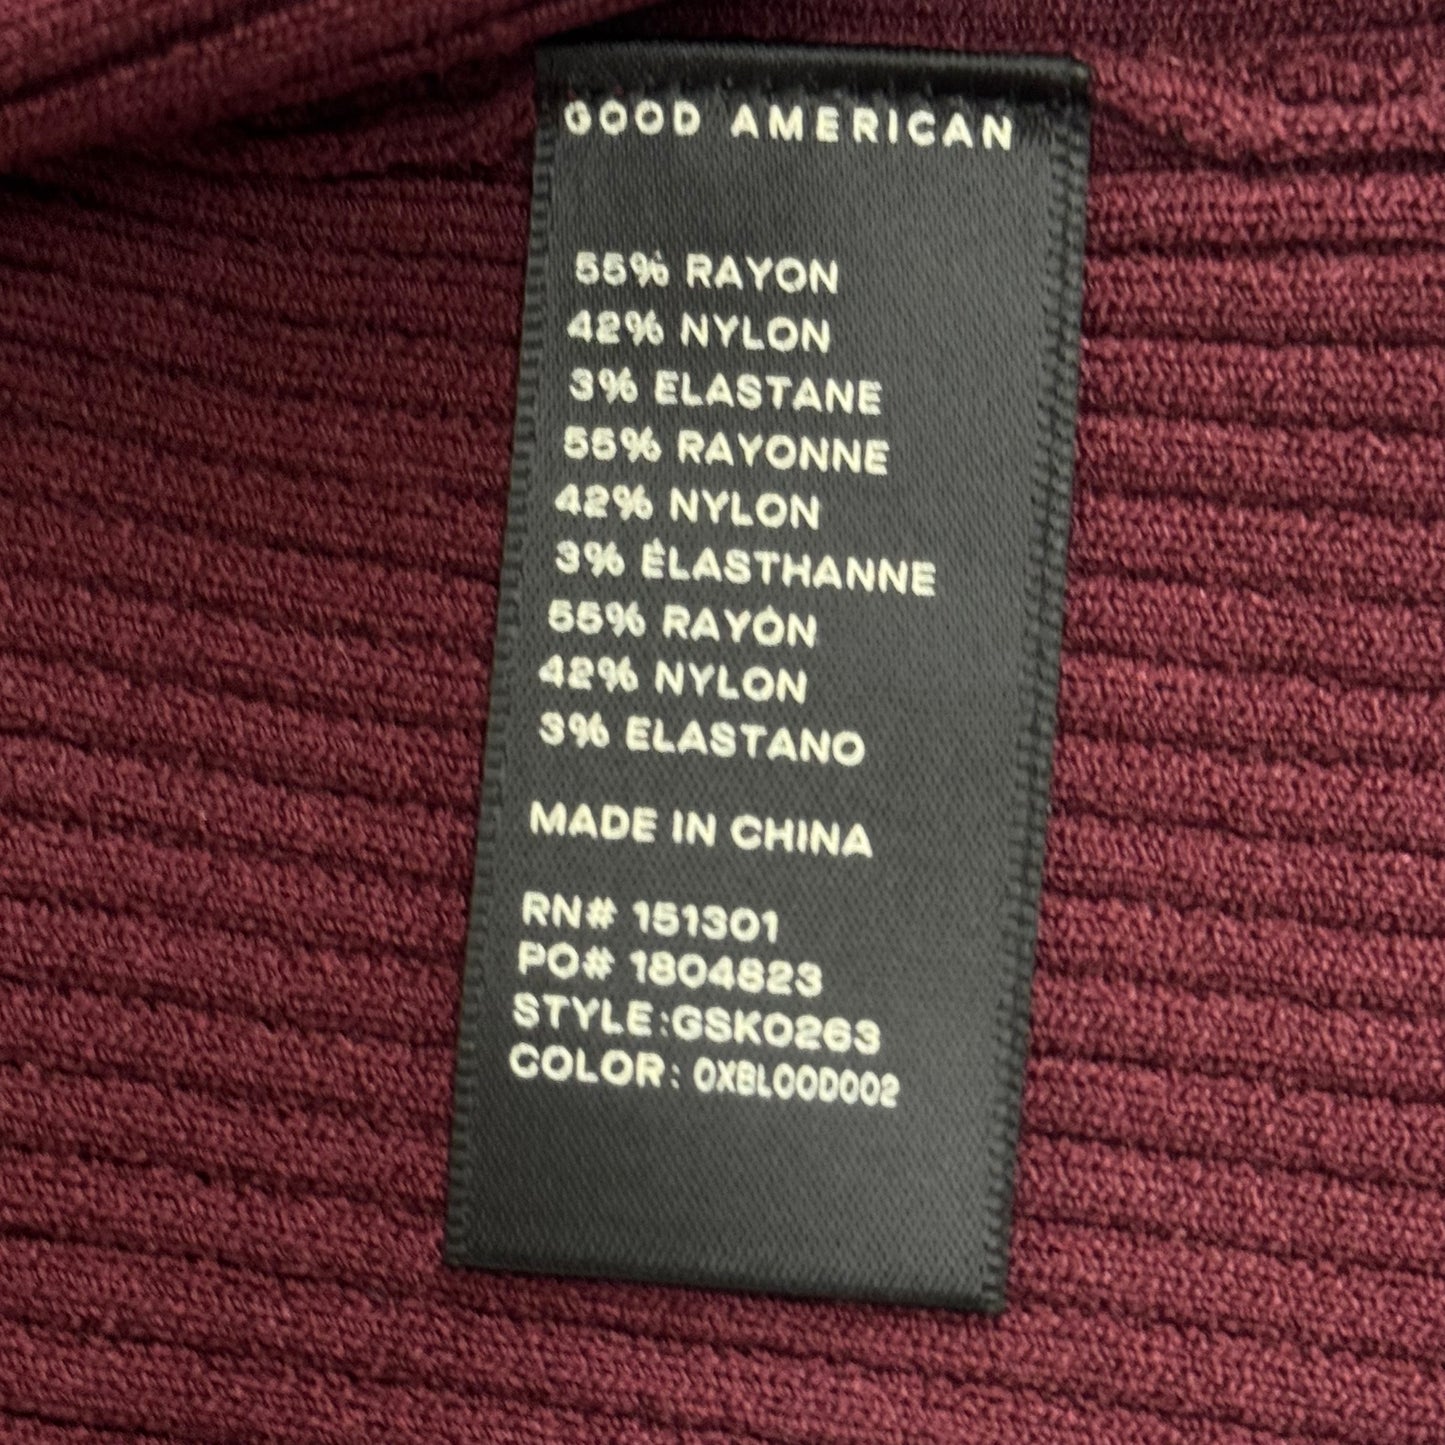 GOOD AMERICAN
55% RAYON
42% NYLON
3% ELASTANE
55% RAYONNE
42% NYLON
3% ÉLASTHANNE
55% RAYÓN
42% NYLON
3% ELASTANO
MADE IN CHINA
RN# 151301
PO# 1804823
STYLE:GSK0263
COLOR: OXBLOOD002